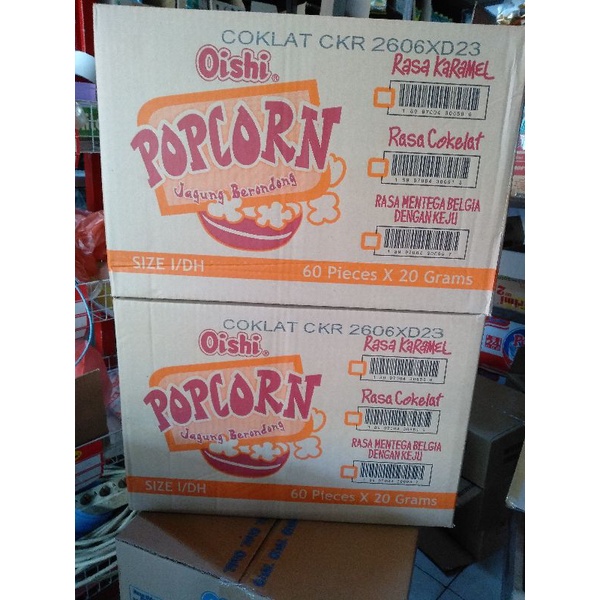 COKLAT CKR 2606XD23
Oishi®
POPCORN
Jagung Berondong
Rasa KARAMEL
Rasa Cokelat
RASA MENTEGA BELGIA
DENGAN KEJU
SIZE I/DH
60 Pieces X 20 Grams
COKLAT CKR 2606XD23
Oishi®
POPCORN
Jagung Berondong
Rasa KARAMEL
Rasa Cokelat
RASA MENTEGA BELGIA
DENGAN KEJU
SIZE I/DH
60 Pieces X 20 Grams